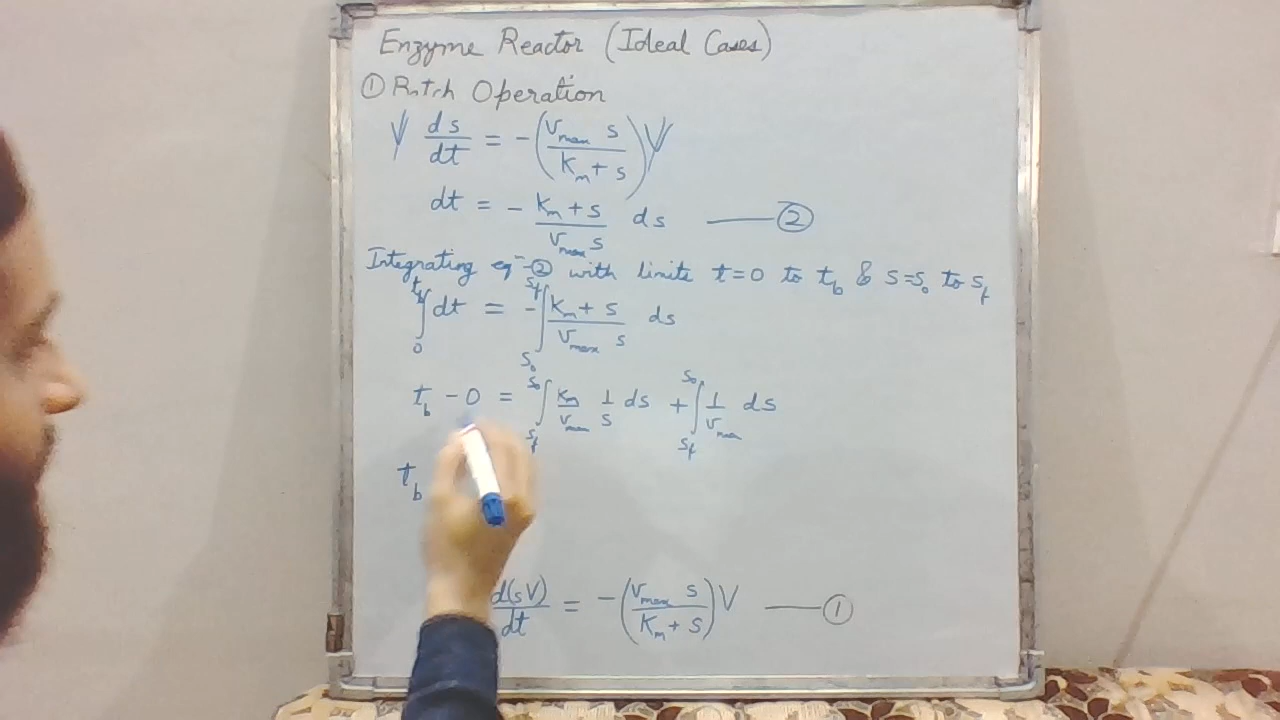 Enzyme Reactor (Ideal Cases)
① Batch Operation
V ds/dt = -(vmax s / Km + s) V
dt = - Km + s / vmax s ds —— ②
Integrating eqn-② with limits t=0 to tb & s=s0 to sf
∫0^tb dt = -∫s0^sf Km + s / vmax s ds
tb - 0 = ∫sf^s0 Km/vmax 1/s ds + ∫sf^s0 1/vmax ds
tb
d(sV)/dt = -(vmax s / Km + s) V —— ①